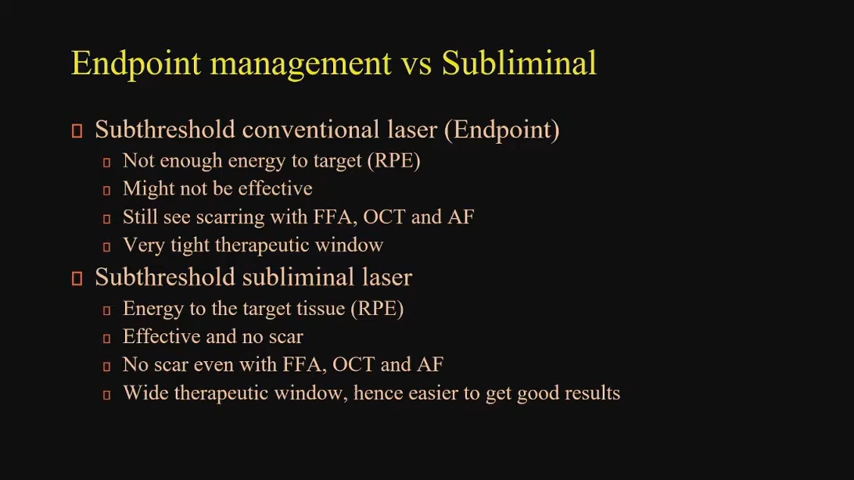 Endpoint management vs Subliminal
Subthreshold conventional laser (Endpoint)
Not enough energy to target (RPE)
Might not be effective
Still see scarring with FFA, OCT and AF
Very tight therapeutic window
Subthreshold subliminal laser
Energy to the target tissue (RPE)
Effective and no scar
No scar even with FFA, OCT and AF
Wide therapeutic window, hence easier to get good results